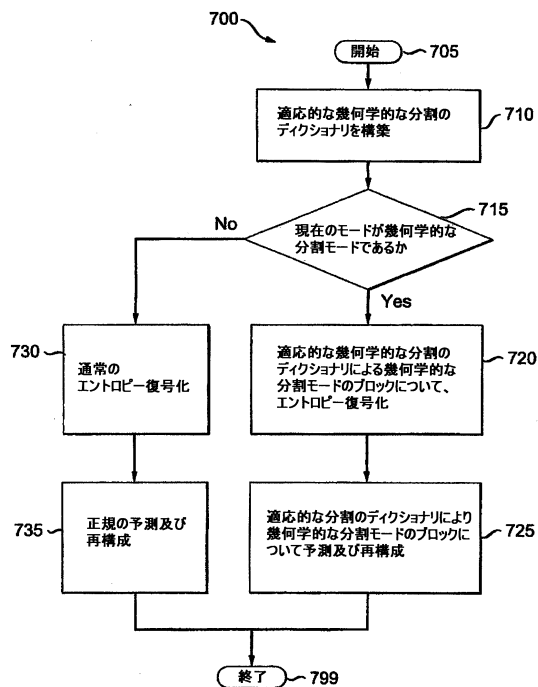 700
開始
705
適応的な幾何学的な分割の
ディクショナリを構築
710
現在のモードが幾何学的な
分割モードであるか
715
No
Yes
730
通常の
エントロピー復号化
適応的な幾何学的な分割の
ディクショナリによる幾何学的な
分割モードのブロックについて、
エントロピー復号化
720
735
正規の予測及び
再構成
適応的な分割のディクショナリにより
幾何学的な分割モードのブロックに
ついて予測及び再構成
725
終了
799